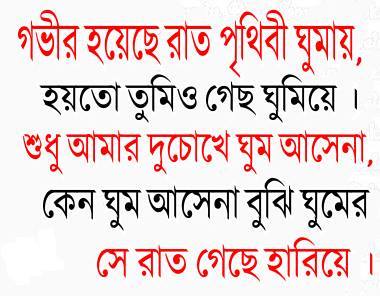 গভীর হয়েছে রাত পৃথিবী ঘুমায়,
হয়তো তুমিও গেছ ঘুমিয়ে ।
শুধু আমার দুচোখে ঘুম আসেনা,
কেন ঘুম আসেনা বুঝি ঘুমের
সে রাত গেছে হারিয়ে ।